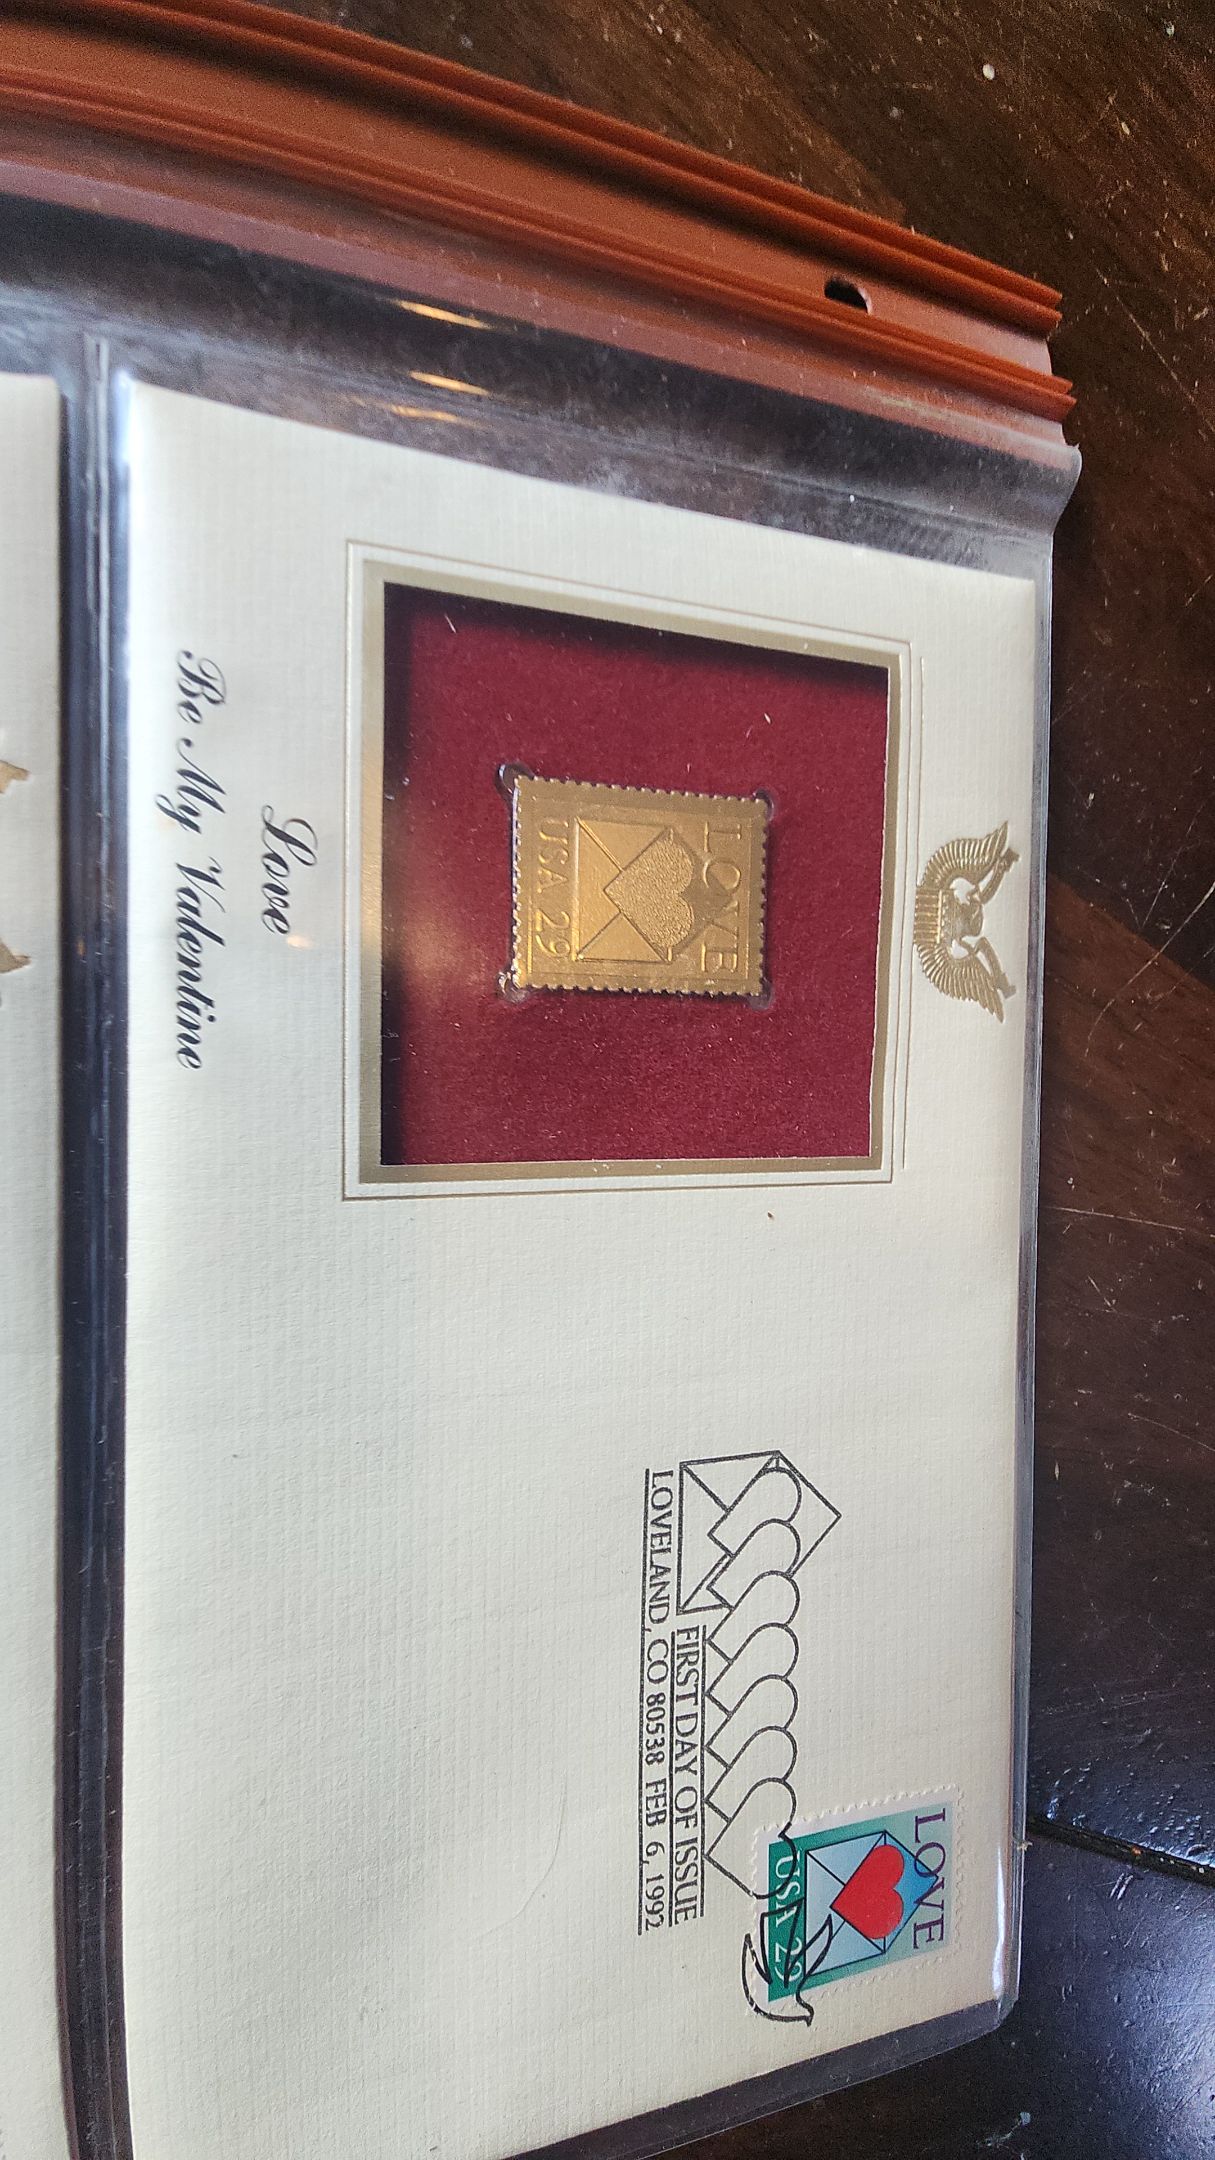 LOVE
USA 29
Love
Be My Valentine
LOVE
USA 29
FIRST DAY OF ISSUE
LOVELAND, CO 80538 FEB 6, 1992